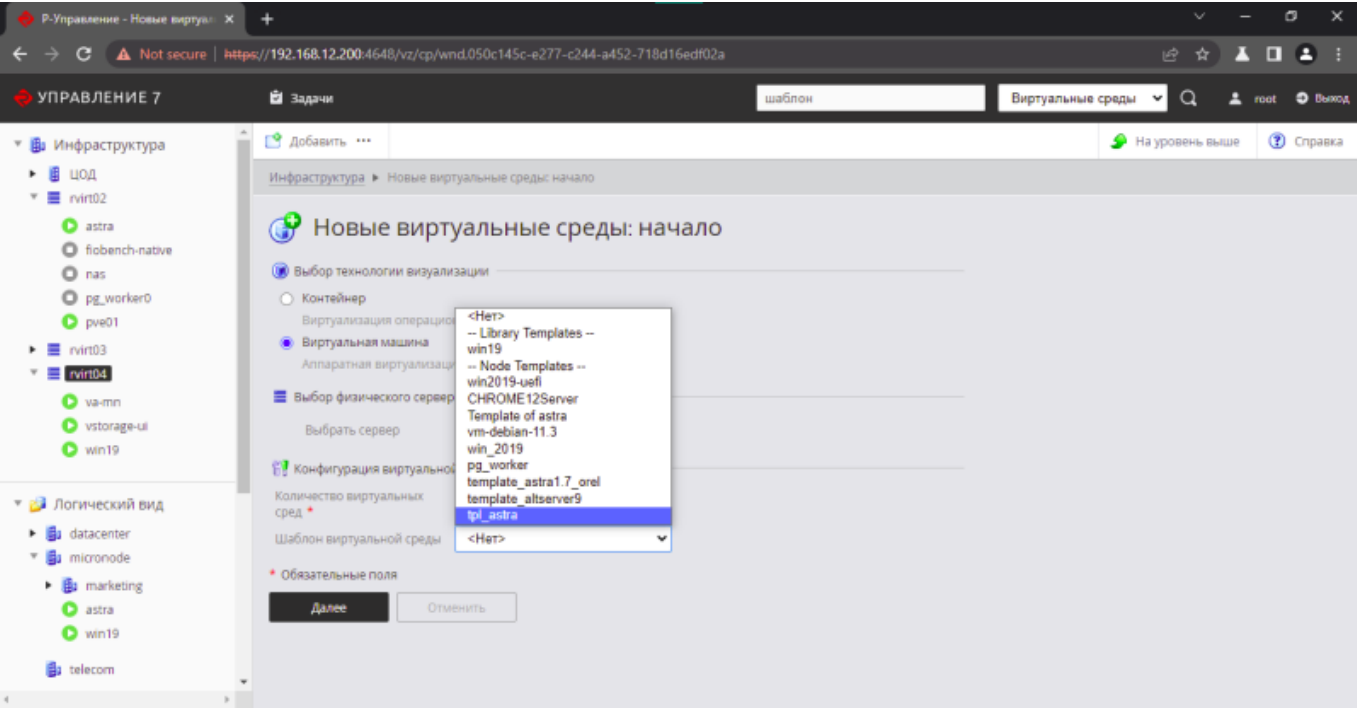 Р-Управление - Новые виртуал
Not secure https://192.168.12.200:4648/vz/cp/wnd.050c145c-e277-c244-a452-718d16edf02a
УПРАВЛЕНИЕ 7
Задачи
шаблон
Виртуальные среды
root
Выход
Инфраструктура
ЦОД
rvirt02
astra
fiobench-native
nas
pg_worker0
pve01
rvirt03
rvirt04
va-mn
vstorage-ui
win19
Логический вид
datacenter
micronode
marketing
astra
win19
telecom
Добавить
На уровень выше
Справка
Инфраструктура ▶ Новые виртуальные среды: начало
Новые виртуальные среды: начало
Выбор технологии визуализации
Контейнер
Виртуализация операцио
Виртуальная машина
Аппаратная виртуализаци
Выбор физического сервер
Выбрать сервер
Конфигурация виртуальной
Количество виртуальных
сред *
Шаблон виртуальной среды
<Нет>
-- Library Templates --
win19
-- Node Templates --
win2019-uefi
CHROME12Server
Template of astra
vm-debian-11.3
win_2019
pg_worker
template_astra1.7_orel
template_altserver9
tpl_astra
<Нет>
* Обязательные поля
Далее
Отменить